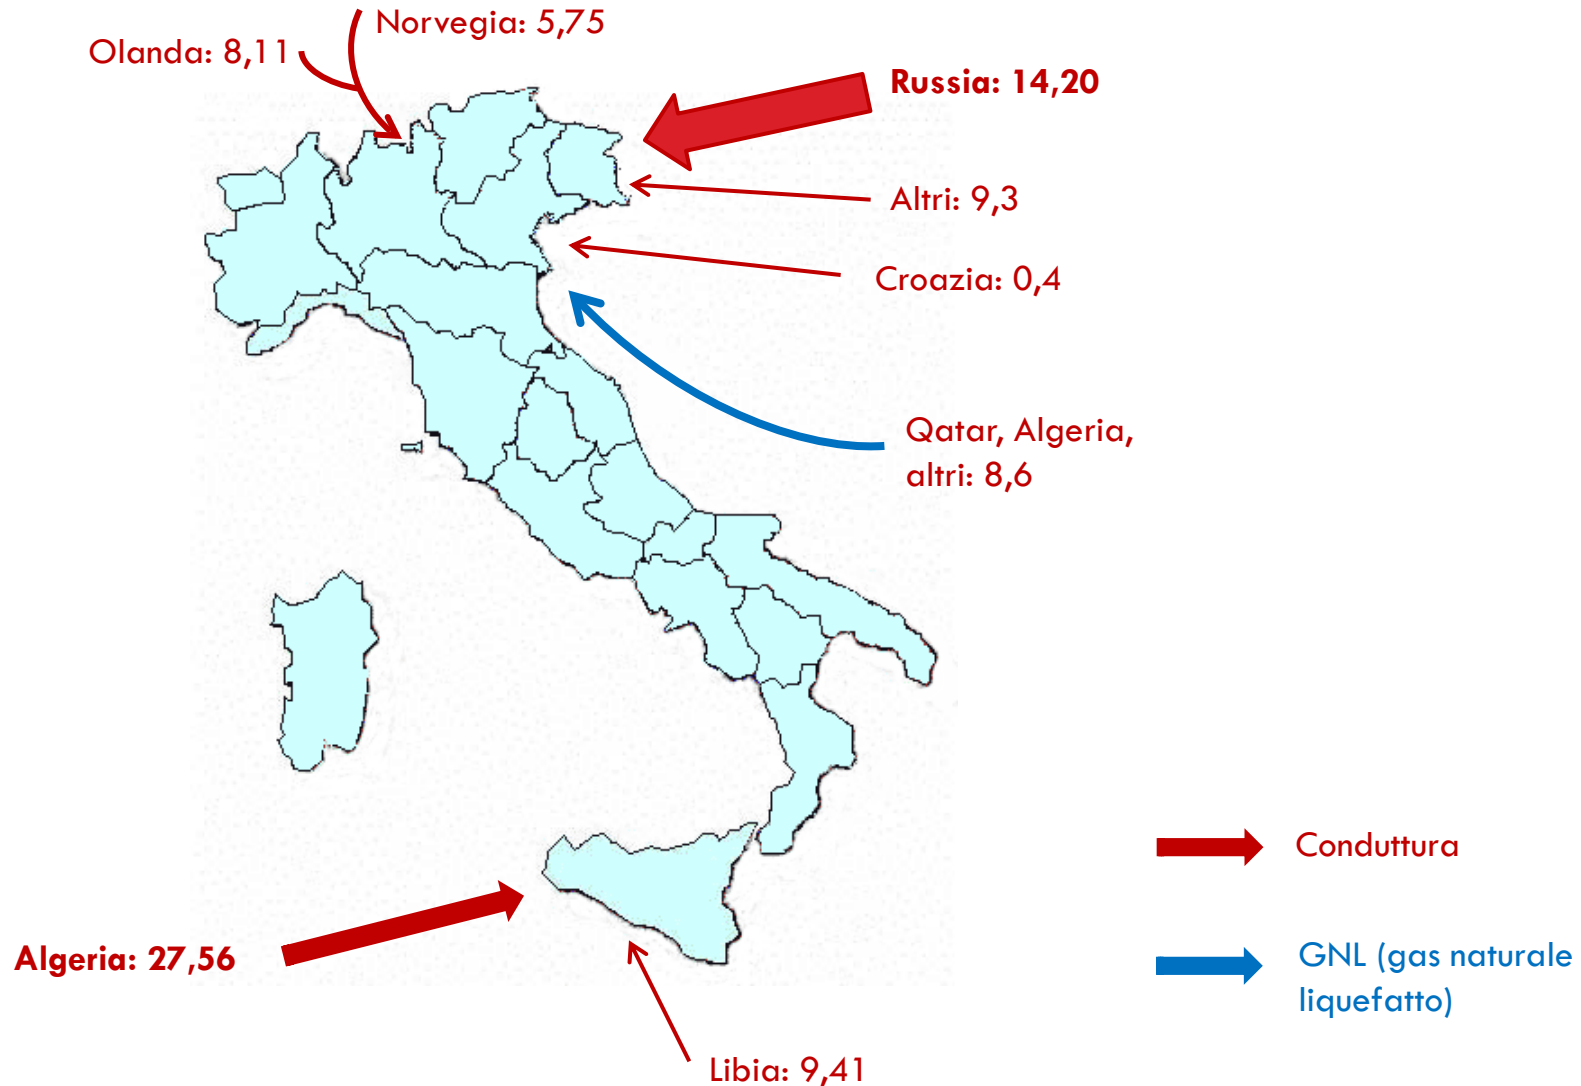 Norvegia: 5,75
Olanda: 8,11
Russia: 14,20
Altri: 9,3
Croazia: 0,4
Qatar, Algeria,
altri: 8,6
Conduttura
Algeria: 27,56
GNL (gas naturale
liquefatto)
Libia: 9,41